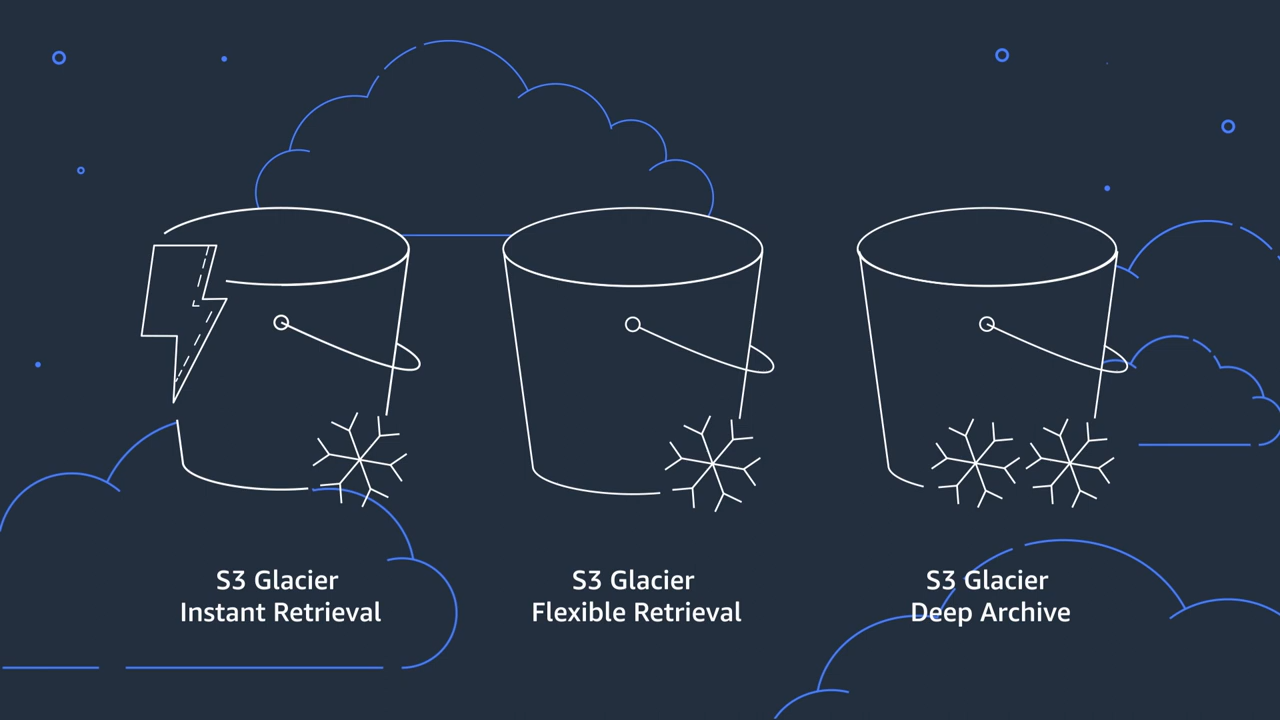 S3 Glacier
Instant Retrieval
S3 Glacier
Flexible Retrieval
S3 Glacier
Deep Archive